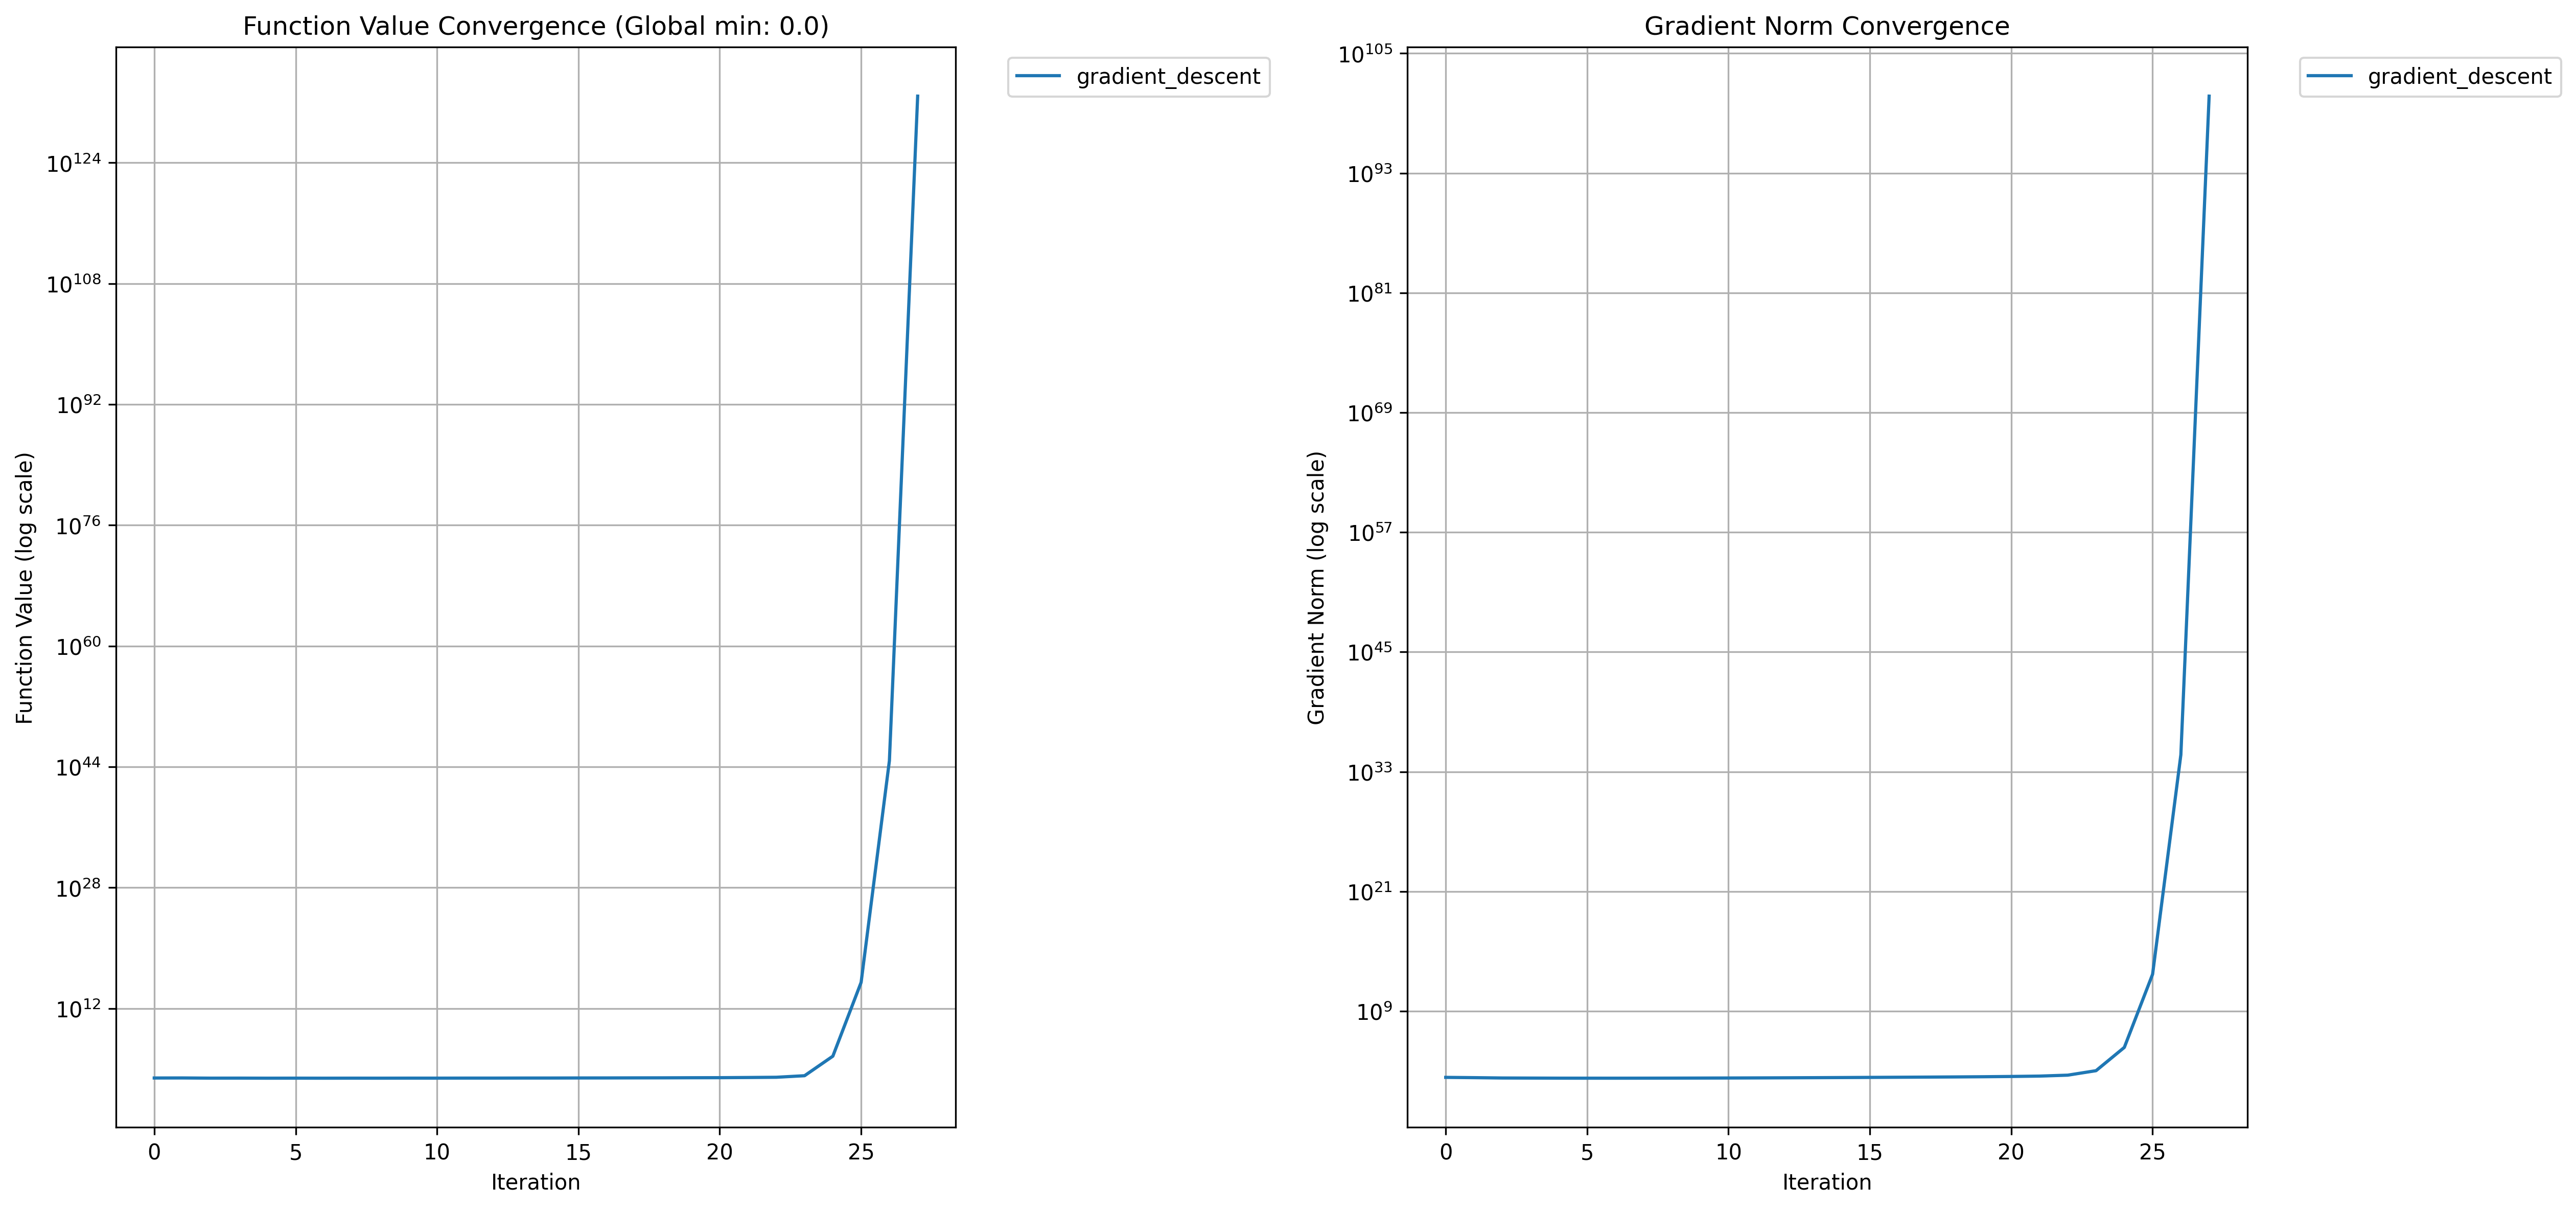 Function Value Convergence (Global min: 0.0)
gradient_descent
10^124
10^108
10^92
10^76
10^60
10^44
10^28
10^12
Function Value (log scale)
0 5 10 15 20 25
Iteration
Gradient Norm Convergence
gradient_descent
10^105
10^93
10^81
10^69
10^57
10^45
10^33
10^21
10^9
Gradient Norm (log scale)
0 5 10 15 20 25
Iteration